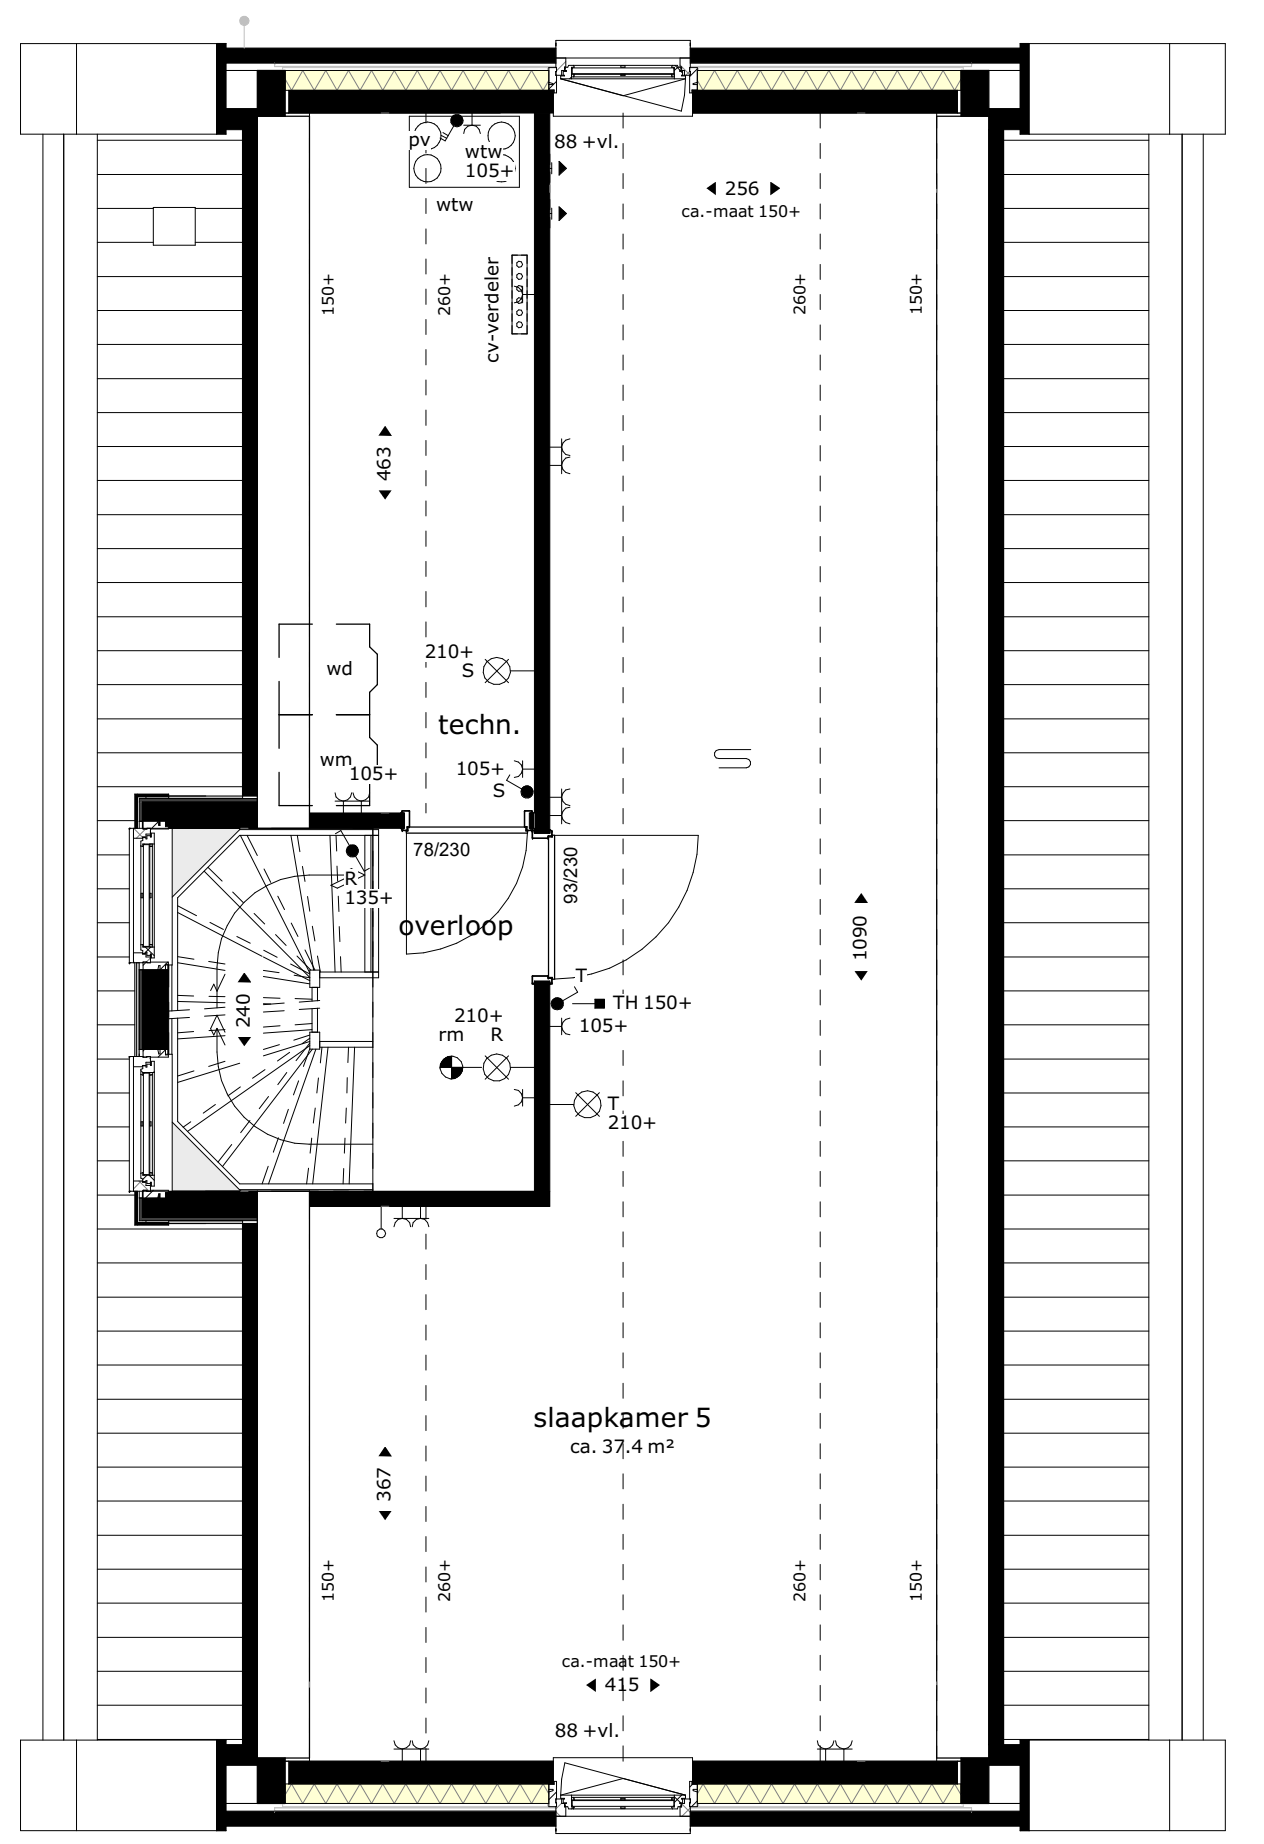 pv
wtw
105+
wtw
88 +vl.
256
ca.-maat 150+
150+
260+
cv-verdeler
260+
150+
463
210+
S
wd
techn.
wm
105+
105+
S
78/230
93/230
R
135+
overloop
1090
240
T
TH 150+
105+
210+
rm
R
T
210+
slaapkamer 5
ca. 37.4 m²
367
150+
260+
260+
150+
ca.-maat 150+
415
88 +vl.